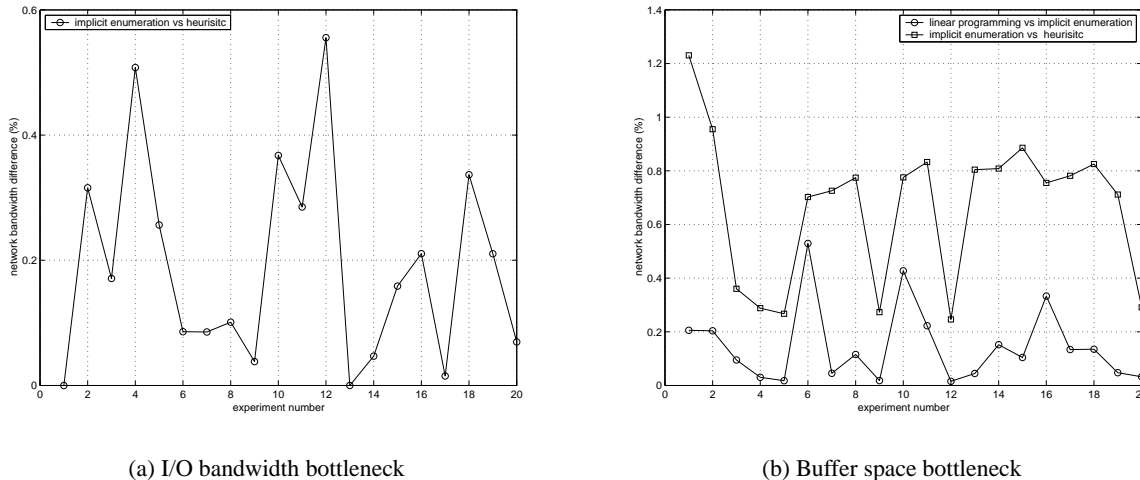 implicit enumeration vs heurisitc
0.6
0.4
0.2
0
network bandwidth difference (%)
0 2 4 6 8 10 12 14 16 18 20
experiment number
(a) I/O bandwidth bottleneck
linear programming vs implicit enumeration
implicit enumeration vs heurisitc
1.4
1.2
1
0.8
0.6
0.4
0.2
0
network bandwidth difference (%)
0 2 4 6 8 10 12 14 16 18
experiment number
(b) Buffer space bottleneck